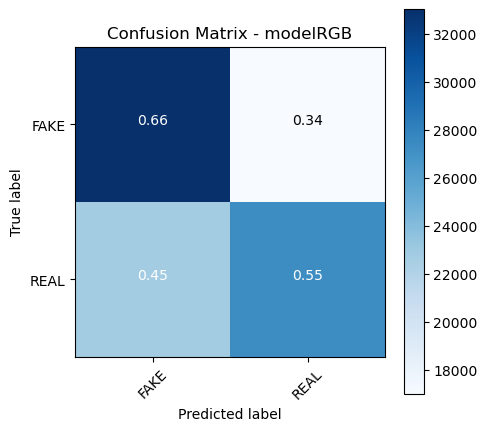 Confusion Matrix - modelRGB
True label
FAKE
0.66
0.34
REAL
0.45
0.55
FAKE
REAL
Predicted label
32000
30000
28000
26000
24000
22000
20000
18000